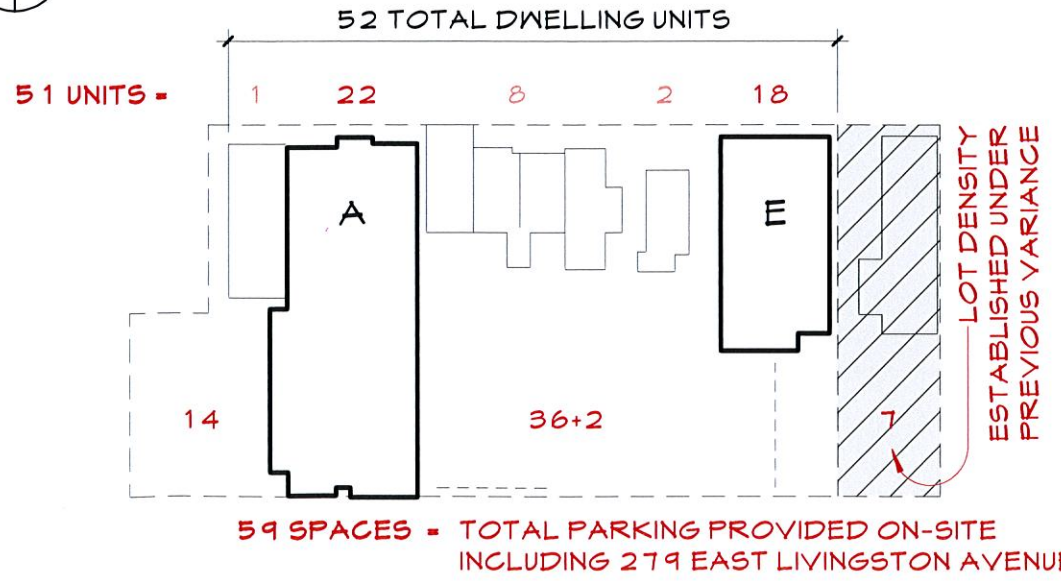 52 TOTAL DWELLING UNITS
51 UNITS = 1 22 8 2 18
A
E
LOT DENSITY
ESTABLISHED UNDER
PREVIOUS VARIANCE
14 36+2 7
59 SPACES = TOTAL PARKING PROVIDED ON-SITE
INCLUDING 279 EAST LIVINGSTON AVENUE